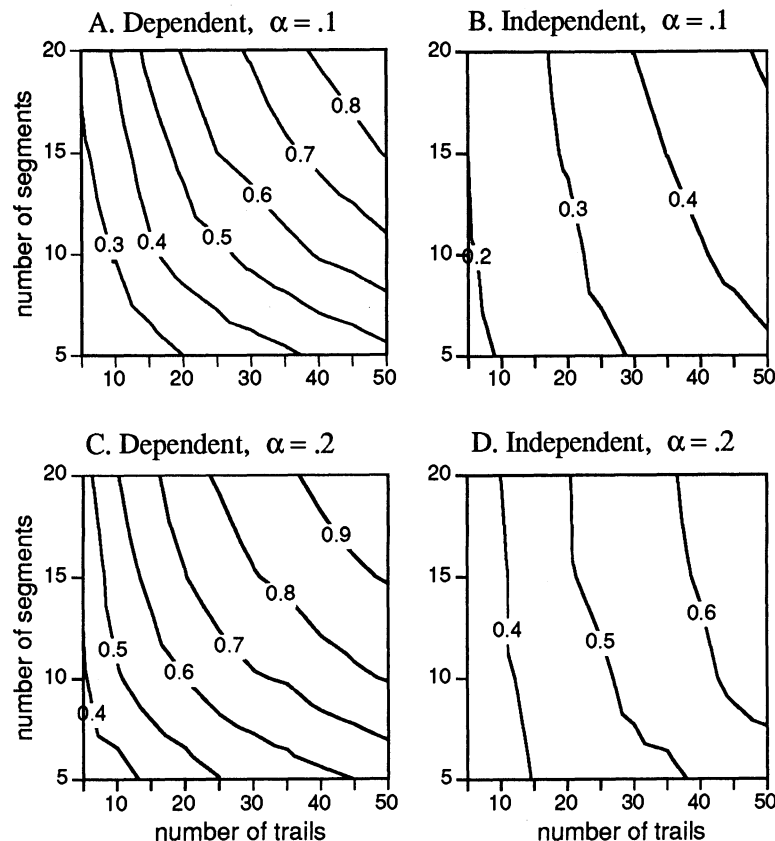 A. Dependent, α = .1
B. Independent, α = .1
number of segments
20
15
10
5
0.3
0.4
0.5
0.6
0.7
0.8
10 20 30 40 50
20
15
10
5
0.2
0.3
0.4
10 20 30 40 50
C. Dependent, α = .2
D. Independent, α = .2
number of segments
20
15
10
5
0.4
0.5
0.6
0.7
0.8
0.9
10 20 30 40 50
number of trails
20
15
10
5
0.4
0.5
0.6
10 20 30 40 50
number of trails